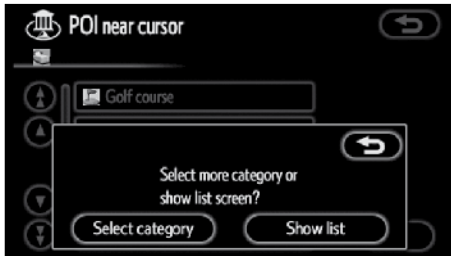 POI near cursor
Golf course
Select more category or
show list screen?
Select category
Show list